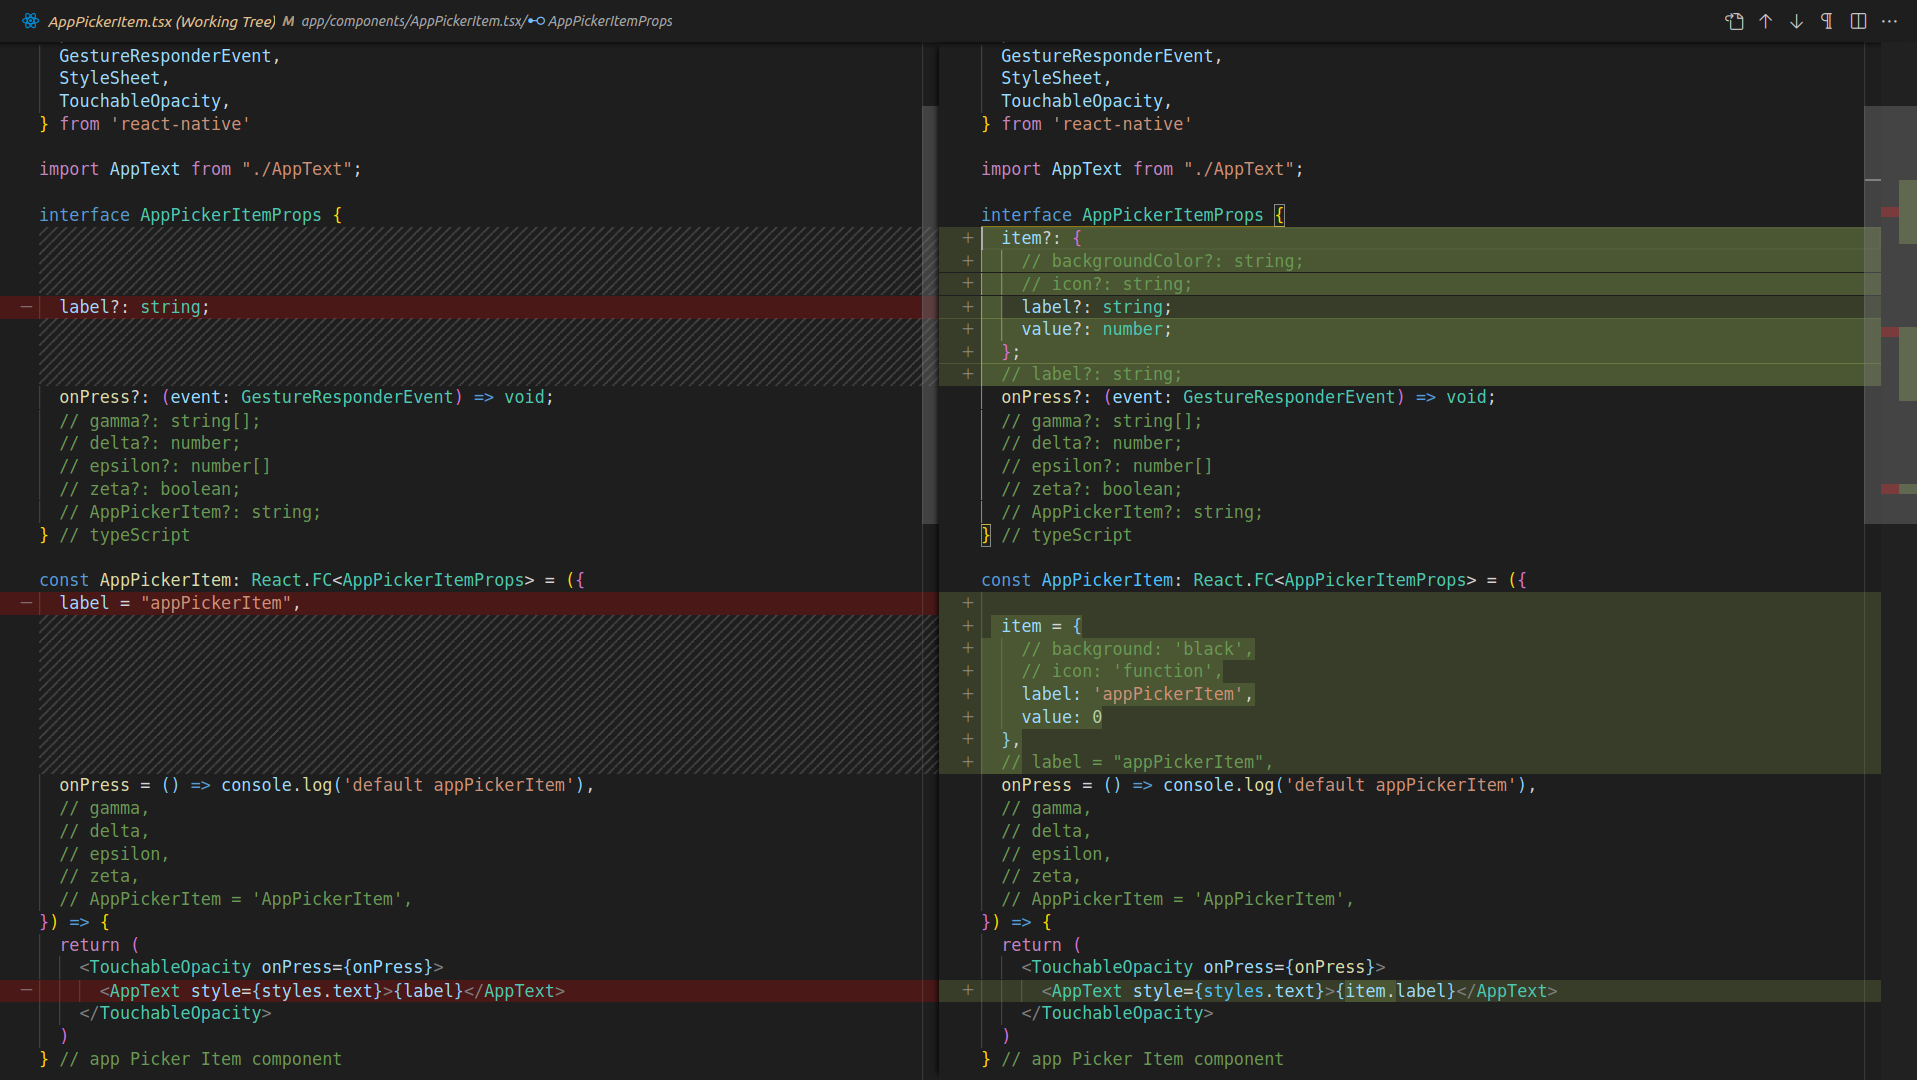 AppPickerItem.tsx (Working Tree) M app/components/AppPickerItem.tsx/ AppPickerItemProps
GestureResponderEvent,
StyleSheet,
TouchableOpacity,
} from 'react-native'
import AppText from "./AppText";
interface AppPickerItemProps {
— label?: string;
onPress?: (event: GestureResponderEvent) => void;
// gamma?: string[];
// delta?: number;
// epsilon?: number[]
// zeta?: boolean;
// AppPickerItem?: string;
} // typeScript
const AppPickerItem: React.FC<AppPickerItemProps> = ({
— label = "appPickerItem",
onPress = () => console.log('default appPickerItem'),
// gamma,
// delta,
// epsilon,
// zeta,
// AppPickerItem = 'AppPickerItem',
}) => {
return (
<TouchableOpacity onPress={onPress}>
— <AppText style={styles.text}>{label}</AppText>
</TouchableOpacity>
)
} // app Picker Item component
GestureResponderEvent,
StyleSheet,
TouchableOpacity,
} from 'react-native'
import AppText from "./AppText";
interface AppPickerItemProps {
+ item?: {
+ // backgroundColor?: string;
+ // icon?: string;
+ label?: string;
+ value?: number;
+ };
+ // label?: string;
onPress?: (event: GestureResponderEvent) => void;
// gamma?: string[];
// delta?: number;
// epsilon?: number[]
// zeta?: boolean;
// AppPickerItem?: string;
} // typeScript
const AppPickerItem: React.FC<AppPickerItemProps> = ({
+
+ item = {
+ // background: 'black',
+ // icon: 'function',
+ label: 'appPickerItem',
+ value: 0
+ },
+ // label = "appPickerItem",
onPress = () => console.log('default appPickerItem'),
// gamma,
// delta,
// epsilon,
// zeta,
// AppPickerItem = 'AppPickerItem',
}) => {
return (
<TouchableOpacity onPress={onPress}>
+ <AppText style={styles.text}>{item.label}</AppText>
</TouchableOpacity>
)
} // app Picker Item component